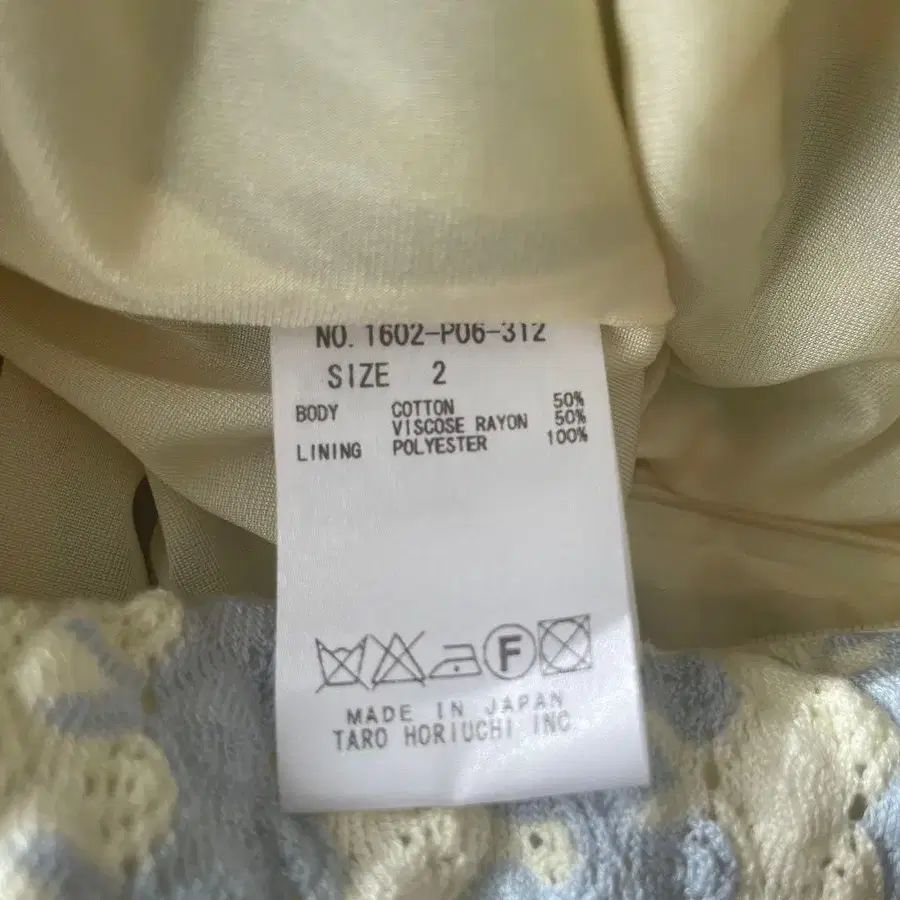 NO. 1602-P06-312
SIZE 2
BODY COTTON 50%
VISCOSE RAYON 50%
LINING POLYESTER 100%
F
MADE IN JAPAN
TARO HORIUCHI INC.